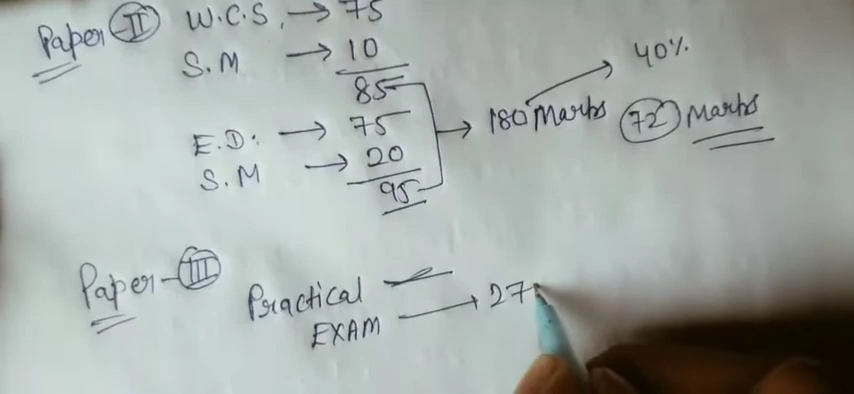 Paper II W.C.S. → 75
S.M → 10
85
E.D: → 75
S.M → 20
95
→ 180 Marks → 40%
72 Marks
Paper - III Practical
EXAM → 27